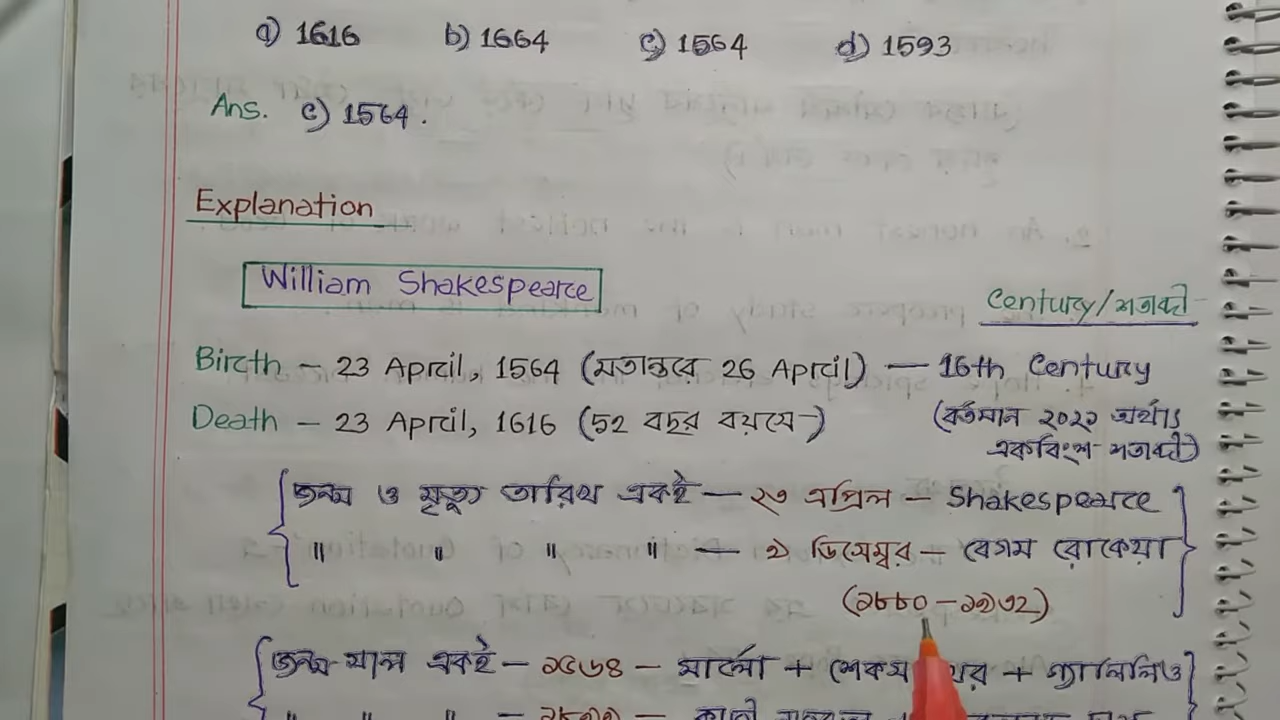 a) 1616 b) 1664 c) 1564 d) 1593
Ans. c) 1564.
Explanation
William Shakespeare
Century/শতাব্দী
Birth – 23 April, 1564 (মতান্তরে 26 April) — 16th Century
Death – 23 April, 1616 (52 বছর বয়সে)
(বর্তমান ২০২২ অর্থাৎ
একবিংশ শতাব্দী)
জন্ম ও মৃত্যু তারিখ একই – ২৩ এপ্রিল – Shakespeare
" " " " – ৯ ডিসেম্বর – বেগম রোকেয়া
(১৮৮০ – ১৯৩২)
জন্ম সাল একই – ১৫৬৪ – মার্লো + + গ্যালিলিও
" " " –